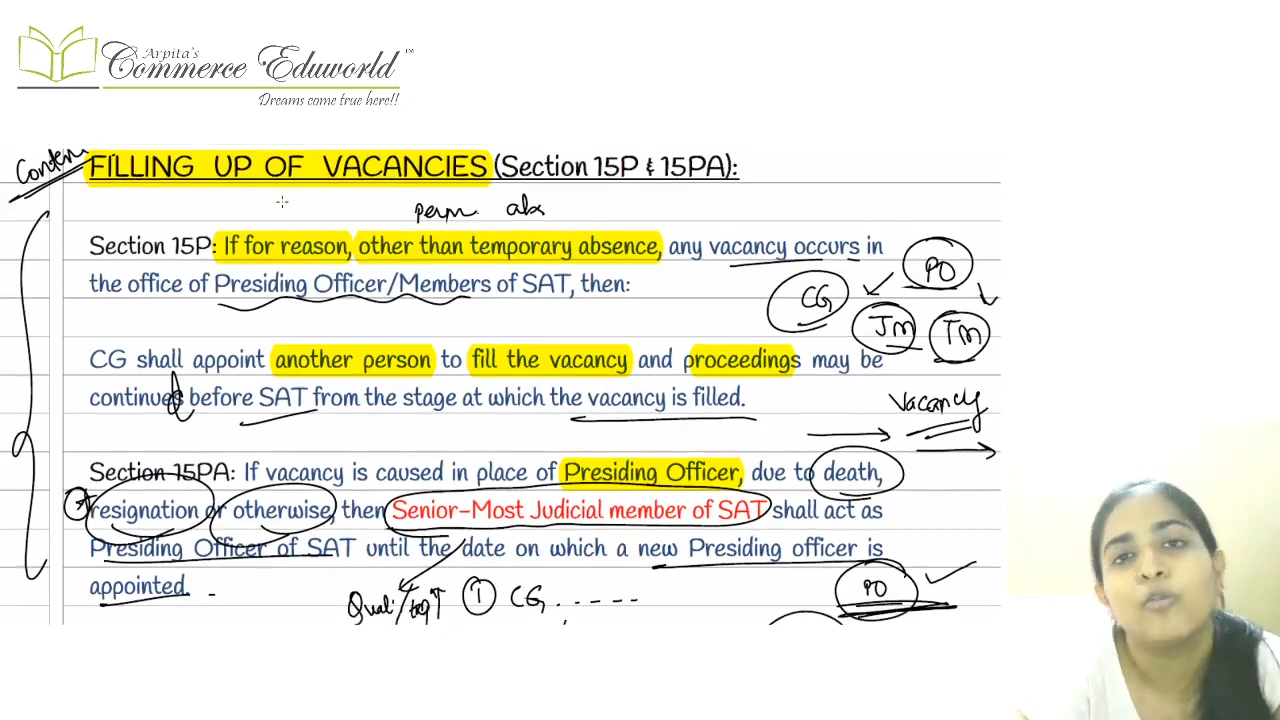 Arpita's
Commerce Eduworld™
Dreams come true here!!
FILLING UP OF VACANCIES (Section 15P & 15PA):
perm. abs
Section 15P: If for reason, other than temporary absence, any vacancy occurs in
the office of Presiding Officer/Members of SAT, then:
PO
CG
JM TM
CG shall appoint another person to fill the vacancy and proceedings may be
continued before SAT from the stage at which the vacancy is filled.
Vacancy
Section 15PA: If vacancy is caused in place of Presiding Officer, due to death,
resignation or otherwise, then Senior-Most Judicial member of SAT shall act as
Presiding Officer of SAT until the date on which a new Presiding officer is
appointed.
PO
Quali/ ① CG, -----